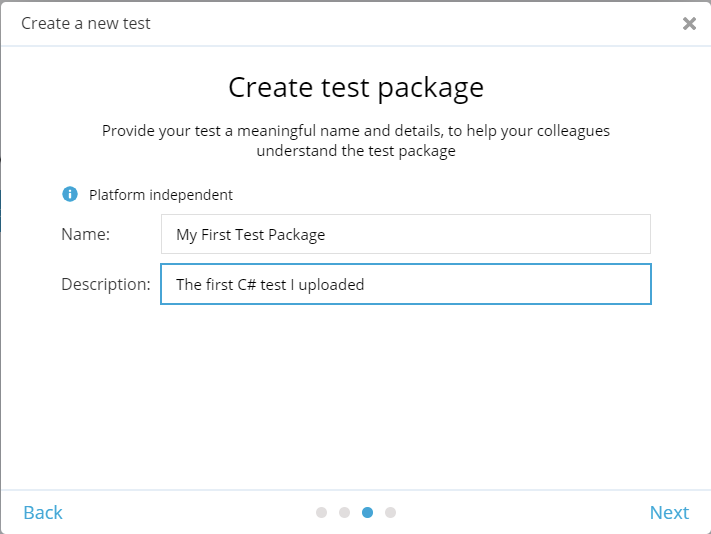 Create a new test
Create test package
Provide your test a meaningful name and details, to help your colleagues
understand the test package
Platform independent
Name: My First Test Package
Description: The first C# test I uploaded
Back Next